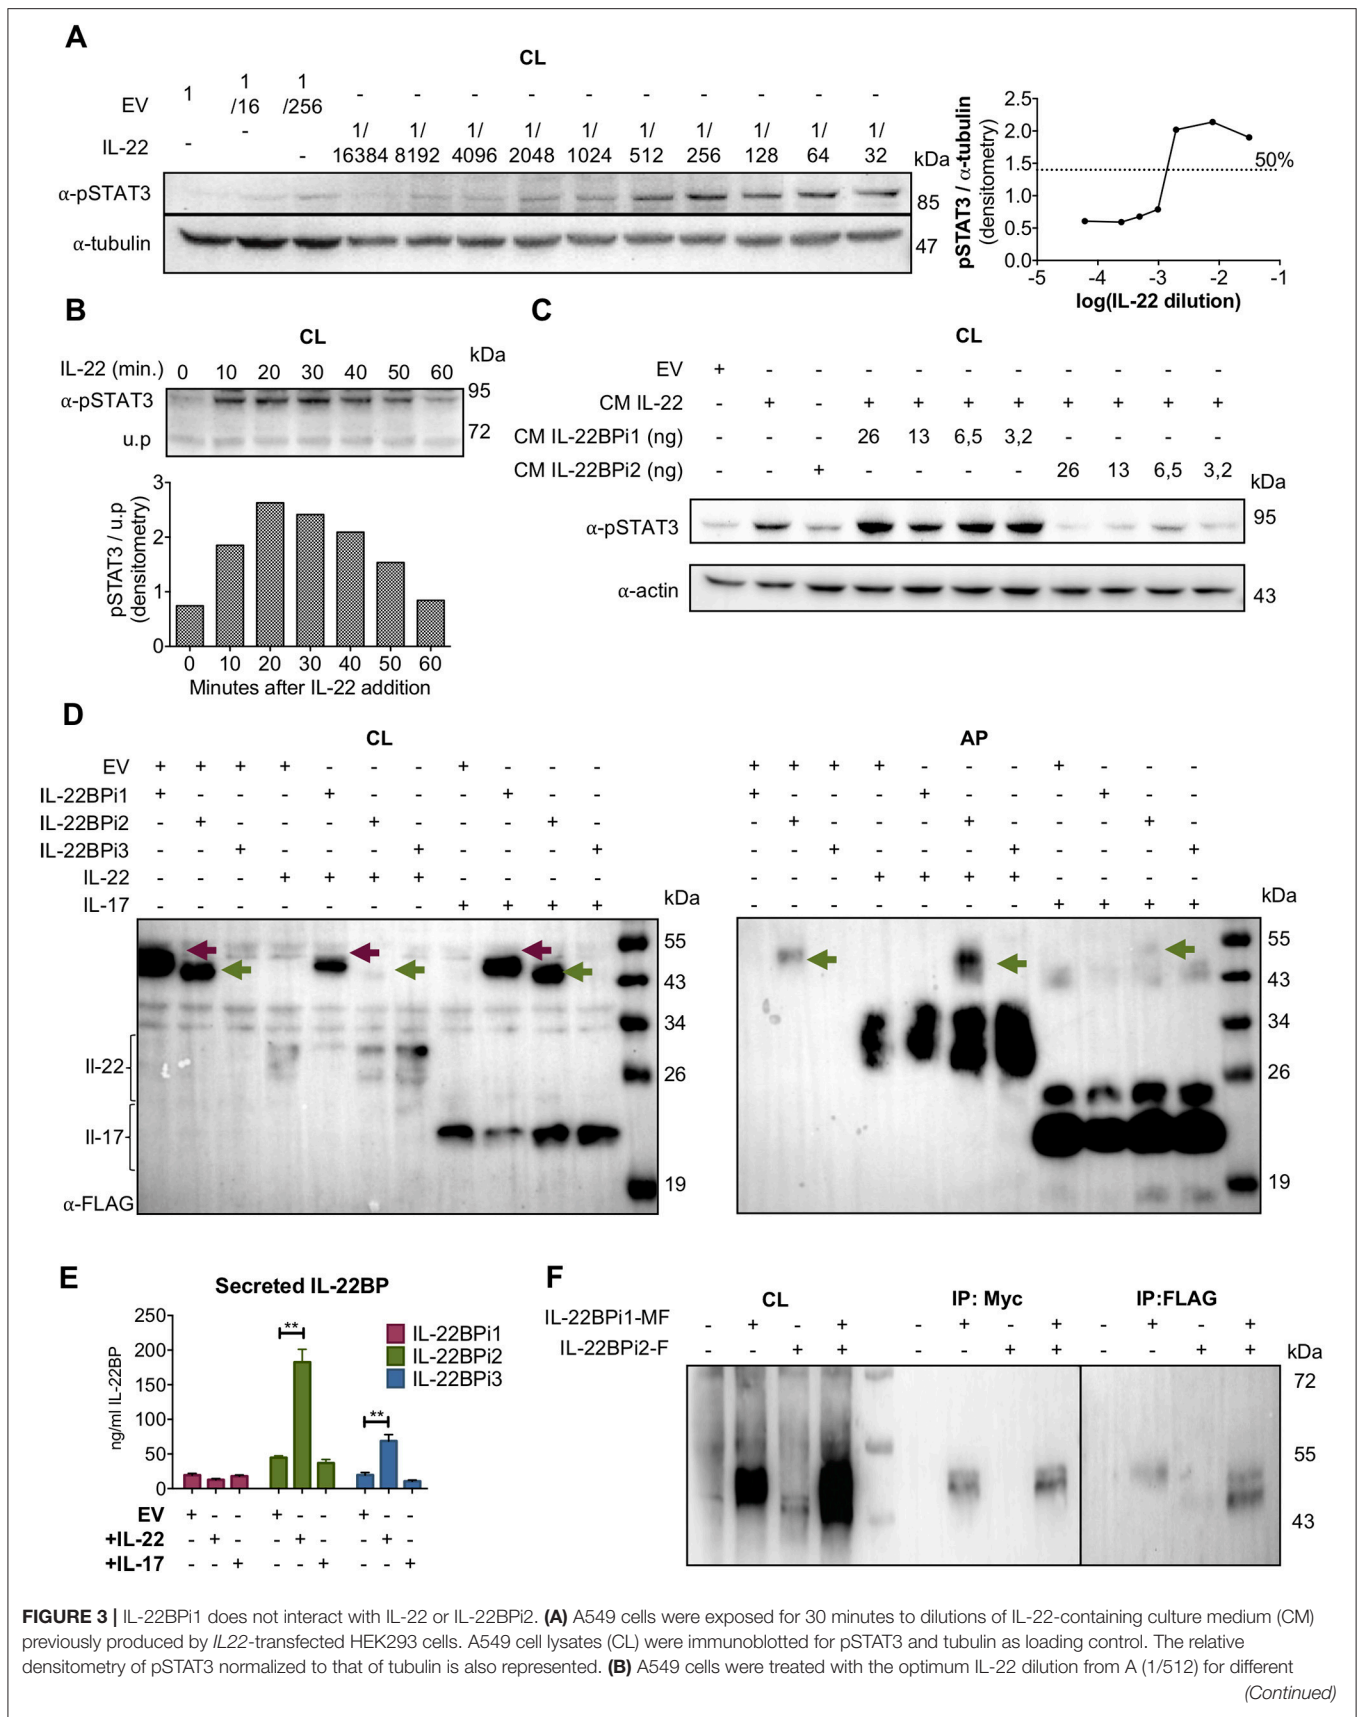 A
CL
EV 1 1/16 1/256 - - - - - - - - - -
IL-22 - - - 1/16384 1/8192 1/4096 1/2048 1/1024 1/512 1/256 1/128 1/64 1/32 kDa
α-pSTAT3 85
α-tubulin 47
pSTAT3 / α-tubulin
(densitometry)
2.5
2.0
1.5
1.0
0.5
0.0
50%
-5 -4 -3 -2 -1
log(IL-22 dilution)
B
CL
kDa
IL-22 (min.) 0 10 20 30 40 50 60
α-pSTAT3 95
u.p 72
pSTAT3 / u.p
(densitometry)
3
2
1
0
0 10 20 30 40 50 60
Minutes after IL-22 addition
C
CL
EV + - - - - - - - - - -
CM IL-22 - + - + + + + + + + +
CM IL-22BPi1 (ng) - - - 26 13 6,5 3,2 - - - -
CM IL-22BPi2 (ng) - - + - - - - 26 13 6,5 3,2
kDa
α-pSTAT3 95
α-actin 43
D
CL AP
EV + + + + - - - + - - - + + + + - - - + - - -
IL-22BPi1 + - - - + - - - + - - + - - - + - - - + - -
IL-22BPi2 - + - - - + - - - + - - + - - - + - - - + -
IL-22BPi3 - - + - - - + - - - + - - + - - - + - - - +
IL-22 - - - + + + + - - - - - - - + + + + - - - -
IL-17 - - - - - - - + + + + - - - - - - - + + + +
kDa kDa
55 55
43 43
34 34
Il-22
26 26
Il-17
19 19
α-FLAG
E
Secreted IL-22BP
ng/ml IL-22BP
250
200
150
100
50
0
**
**
IL-22BPi1
IL-22BPi2
IL-22BPi3
EV + - - + - - + - -
+IL-22 - + - - + - - + -
+IL-17 - - + - - + - - +
F
CL IP: Myc IP:FLAG
IL-22BPi1-MF - + - + - + - + - + - +
IL-22BPi2-F - - + + - - + + - - + +
kDa
72
55
43
FIGURE 3 | IL-22BPi1 does not interact with IL-22 or IL-22BPi2. (A) A549 cells were exposed for 30 minutes to dilutions of IL-22-containing culture medium (CM)
previously produced by IL22-transfected HEK293 cells. A549 cell lysates (CL) were immunoblotted for pSTAT3 and tubulin as loading control. The relative
densitometry of pSTAT3 normalized to that of tubulin is also represented. (B) A549 cells were treated with the optimum IL-22 dilution from A (1/512) for different
(Continued)